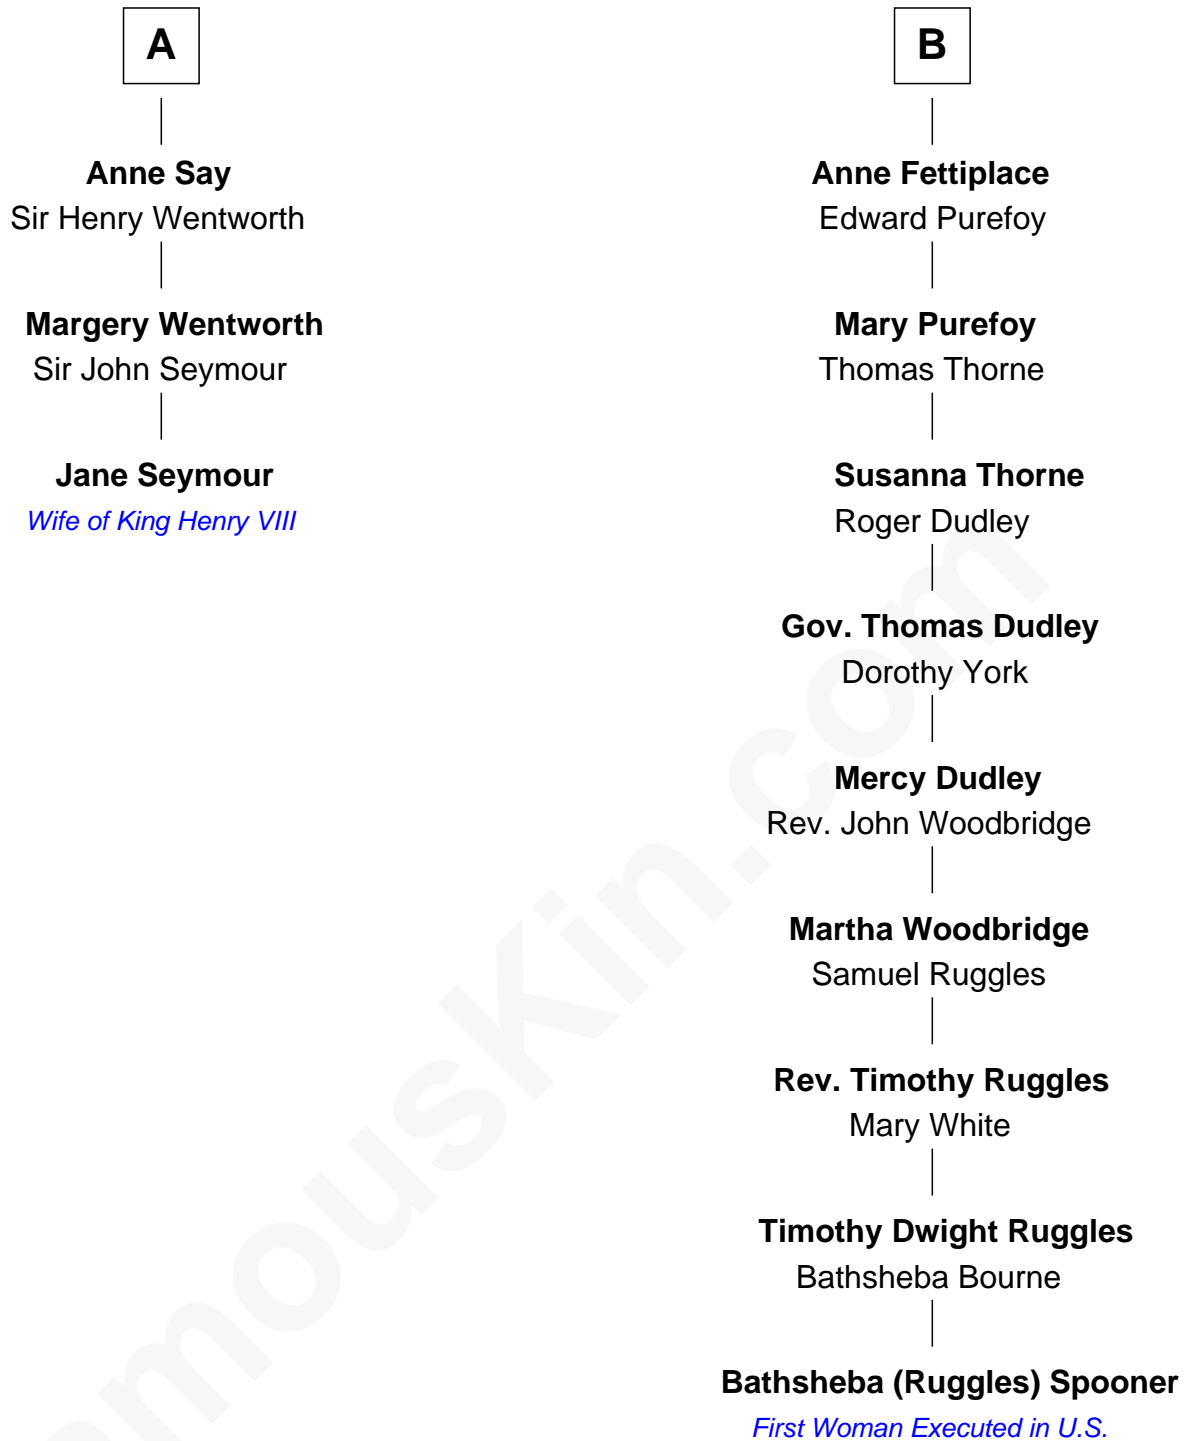 A
Anne Say
Sir Henry Wentworth
Margery Wentworth
Sir John Seymour
Jane Seymour
Wife of King Henry VIII
B
Anne Fettiplace
Edward Purefoy
Mary Purefoy
Thomas Thorne
Susanna Thorne
Roger Dudley
Gov. Thomas Dudley
Dorothy York
Mercy Dudley
Rev. John Woodbridge
Martha Woodbridge
Samuel Ruggles
Rev. Timothy Ruggles
Mary White
Timothy Dwight Ruggles
Bathsheba Bourne
Bathsheba (Ruggles) Spooner
First Woman Executed in U.S.
amouskin.com